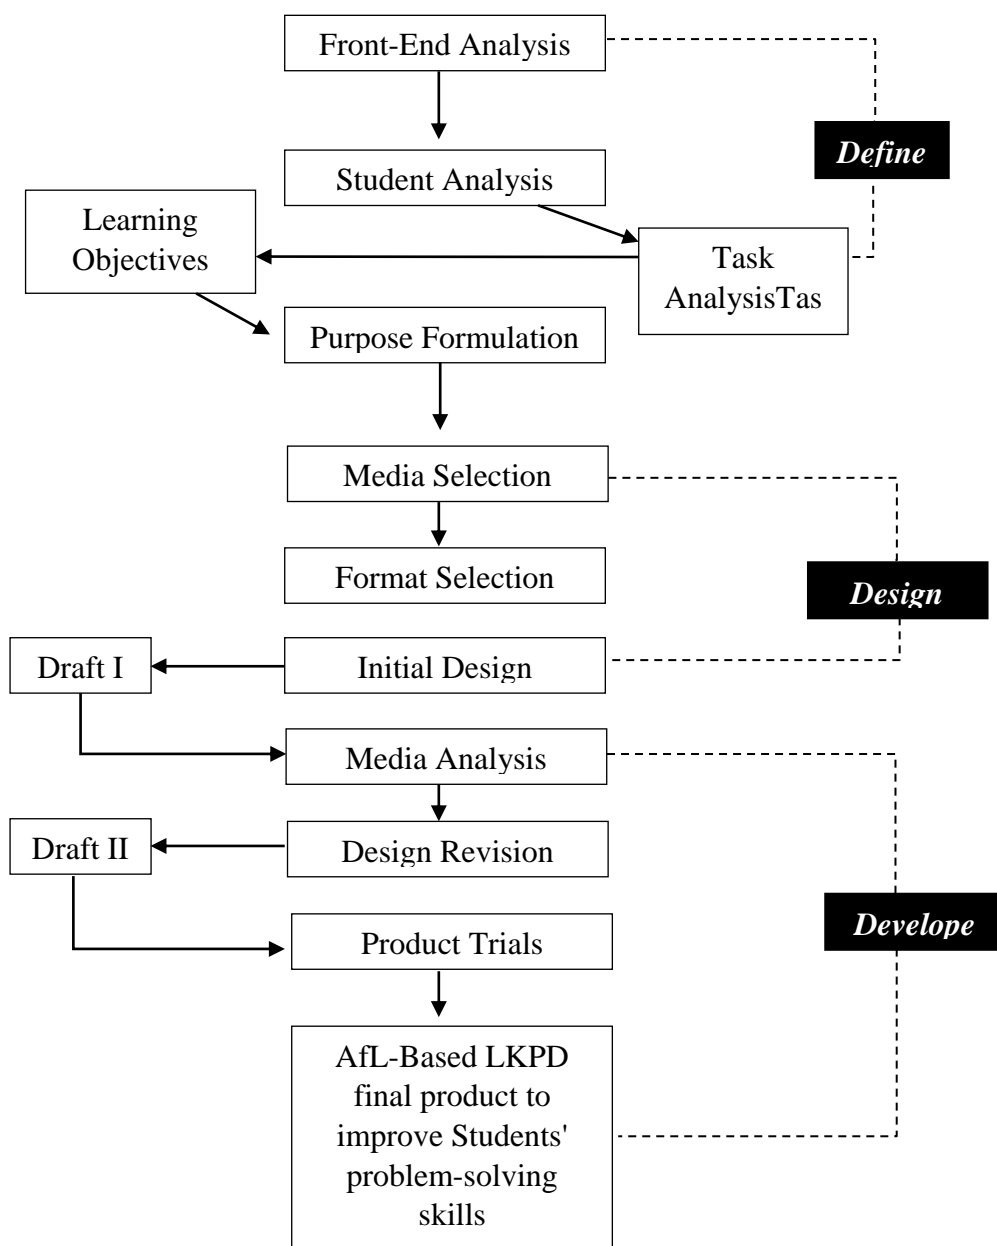 Front-End Analysis
Define
Student Analysis
Learning
Objectives
Task
AnalysisTas
Purpose Formulation
Media Selection
Format Selection
Design
Draft I
Initial Design
Media Analysis
Draft II
Design Revision
Develope
Product Trials
AfL-Based LKPD
final product to
improve Students'
problem-solving
skills